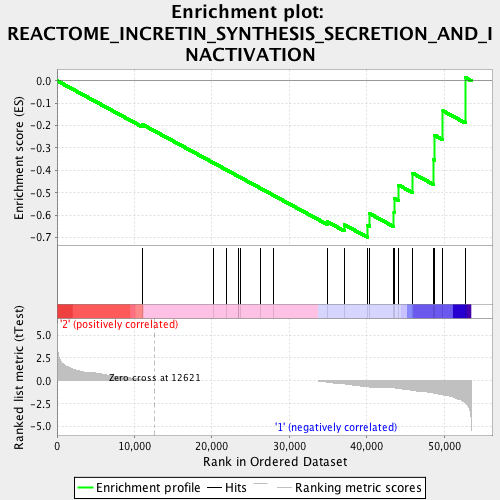 Enrichment plot:
REACTOME_INCRETIN_SYNTHESIS_SECRETION_AND_I
NACTIVATION
Enrichment score (ES)
0.0
-0.1
-0.2
-0.3
-0.4
-0.5
-0.6
-0.7
'2' (positively correlated)
Ranked list metric (tTest)
5.0
2.5
0.0
-2.5
-5.0
Zero cross at 12621
'1' (negatively correlated)
0
10,000
20,000
30,000
40,000
50,000
Rank in Ordered Dataset
Enrichment profile
Hits
Ranking metric scores